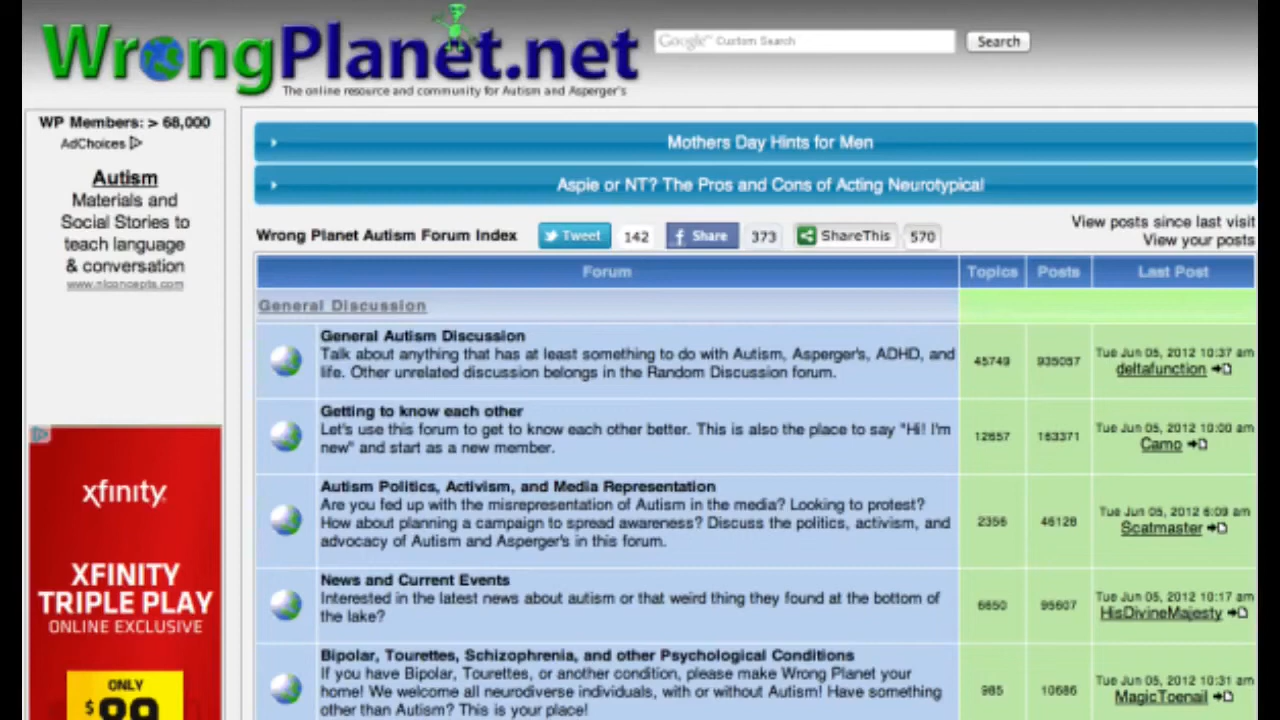 WrongPlanet.net
The online resource and community for Autism and Asperger's
Google™ Custom Search
Search
WP Members: > 68,000
AdChoices
Autism
Materials and
Social Stories to
teach language
& conversation
www.nlconcepts.com
xfinity
XFINITY
TRIPLE PLAY
ONLINE EXCLUSIVE
ONLY
$89
Mothers Day Hints for Men
Aspie or NT? The Pros and Cons of Acting Neurotypical
View posts since last visit
Wrong Planet Autism Forum Index Tweet 142 Share 373 ShareThis 570
View your posts
Forum Topics Posts Last Post
General Discussion
General Autism Discussion
Talk about anything that has at least something to do with Autism, Asperger's, ADHD, and
life. Other unrelated discussion belongs in the Random Discussion forum.
45749 935057
Tue Jun 05, 2012 10:37 am
deltafunction
Getting to know each other
Let's use this forum to get to know each other better. This is also the place to say "Hi! I'm
new" and start as a new member.
12657 163371
Tue Jun 05, 2012 10:00 am
Camo
Autism Politics, Activism, and Media Representation
Are you fed up with the misrepresentation of Autism in the media? Looking to protest?
How about planning a campaign to spread awareness? Discuss the politics, activism, and
advocacy of Autism and Asperger's in this forum.
2356 46128
Tue Jun 05, 2012 6:09 am
Scatmaster
News and Current Events
Interested in the latest news about autism or that weird thing they found at the bottom of
the lake?
6650 95607
Tue Jun 05, 2012 10:17 am
HisDivineMajesty
Bipolar, Tourettes, Schizophrenia, and other Psychological Conditions
If you have Bipolar, Tourettes, or another condition, please make Wrong Planet your
home! We welcome all neurodiverse individuals, with or without Autism! Have something
other than Autism? This is your place!
985 10686
Tue Jun 05, 2012 10:31 am
MagicToenail